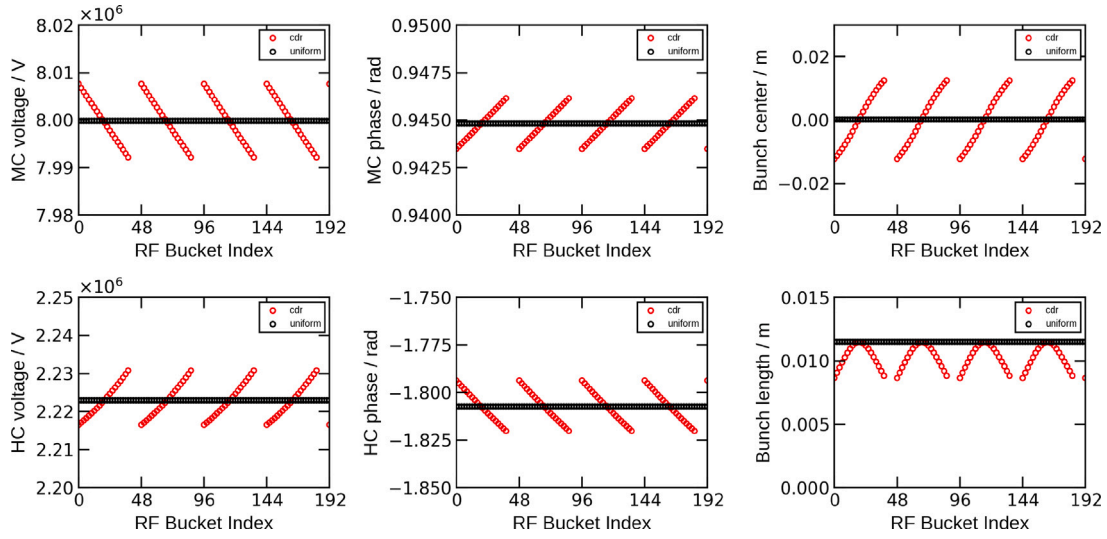 ×10⁶
8.02
8.01
8.00
7.99
7.98
MC voltage / V
0 48 96 144 192
RF Bucket Index
cdr
uniform
0.9500
0.9475
0.9450
0.9425
0.9400
MC phase / rad
0 48 96 144 192
RF Bucket Index
cdr
uniform
0.02
0.00
−0.02
Bunch center / m
0 48 96 144 192
RF Bucket Index
cdr
uniform
×10⁶
2.25
2.24
2.23
2.22
2.21
2.20
HC voltage / V
0 48 96 144 192
RF Bucket Index
cdr
uniform
−1.750
−1.775
−1.800
−1.825
−1.850
HC phase / rad
0 48 96 144 192
RF Bucket Index
cdr
uniform
0.015
0.010
0.005
0.000
Bunch length / m
0 48 96 144 192
RF Bucket Index
cdr
uniform